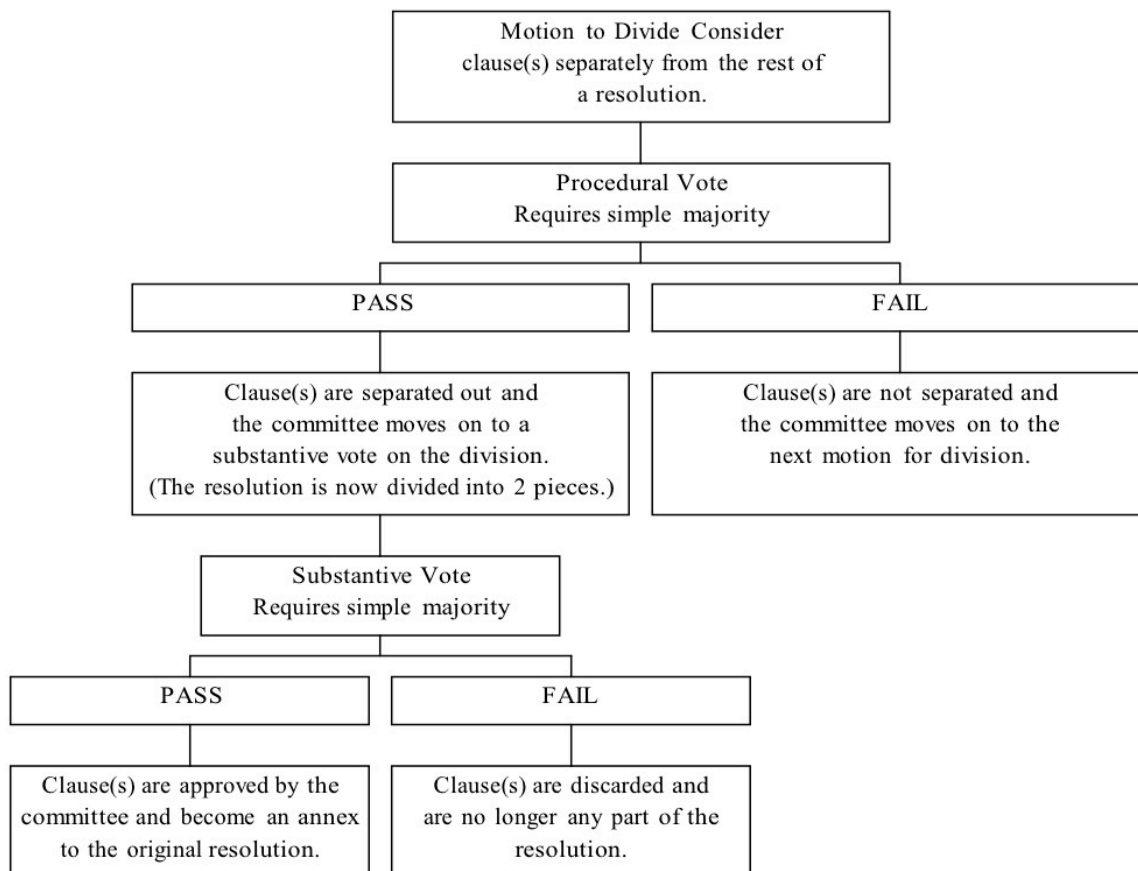 Motion to Divide Consider
clause(s) separately from the rest of
a resolution.
Procedural Vote
Requires simple majority
PASS
FAIL
Clause(s) are separated out and
the committee moves on to a
substantive vote on the division.
(The resolution is now divided into 2 pieces.)
Clause(s) are not separated and
the committee moves on to the
next motion for division.
Substantive Vote
Requires simple majority
PASS
FAIL
Clause(s) are approved by the
committee and become an annex
to the original resolution.
Clause(s) are discarded and
are no longer any part of the
resolution.